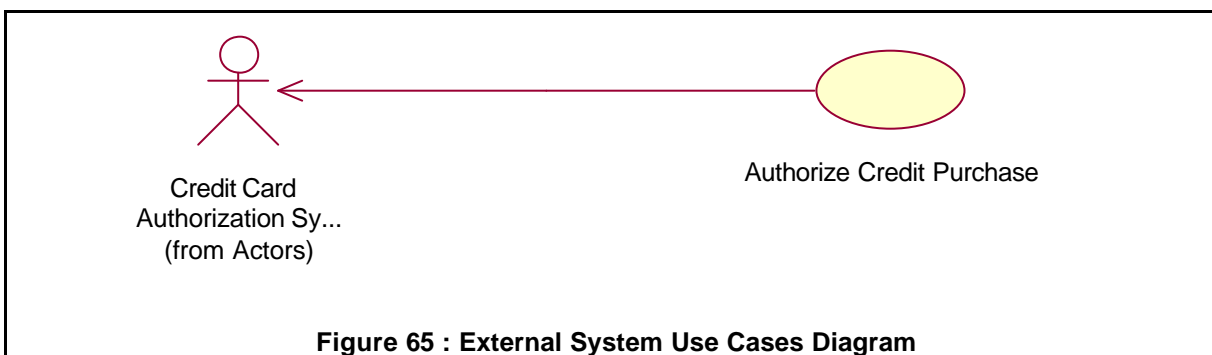 Credit Card
Authorization Sy...
(from Actors)
Authorize Credit Purchase
Figure 65 : External System Use Cases Diagram